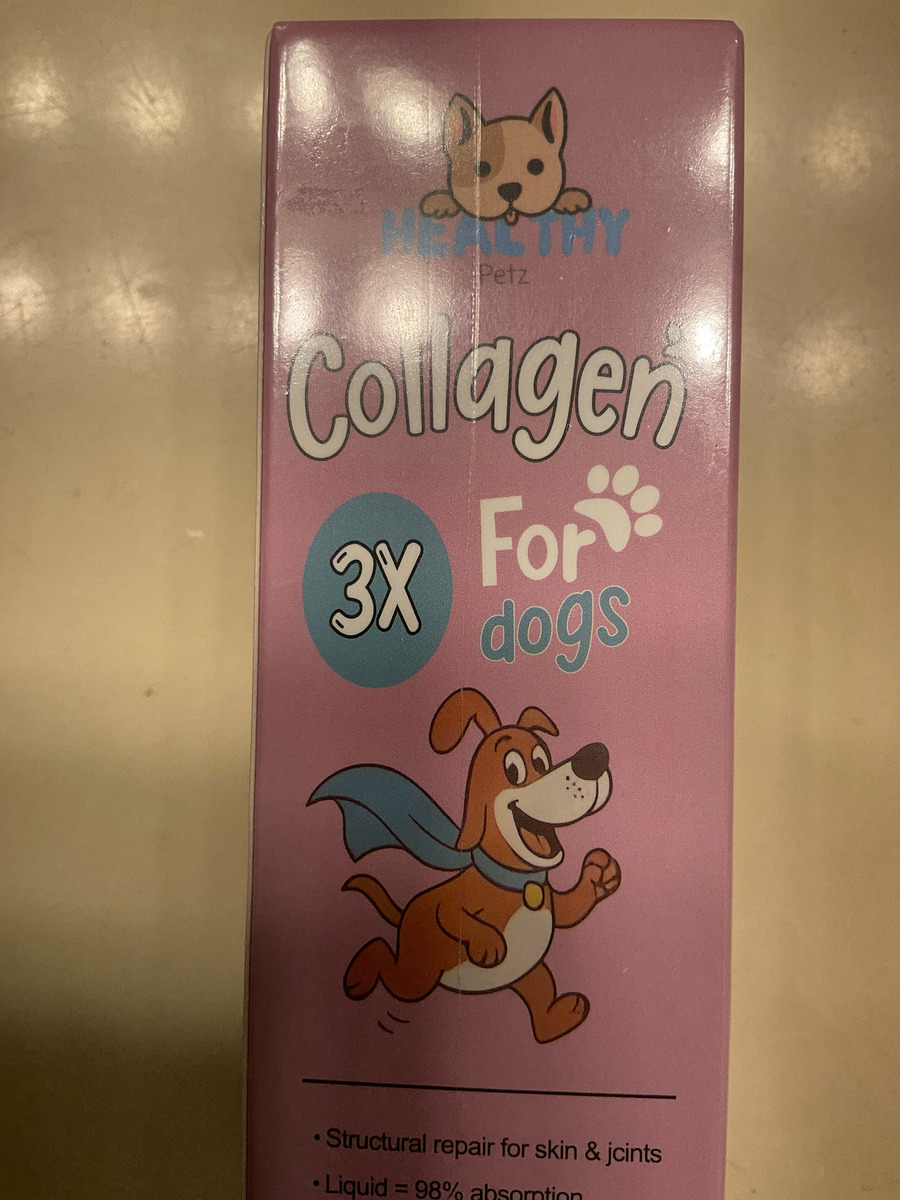 HEALTHY
Petz
Collagen
3X
For
dogs
• Structural repair for skin & jcints
• Liquid = 98% absorption